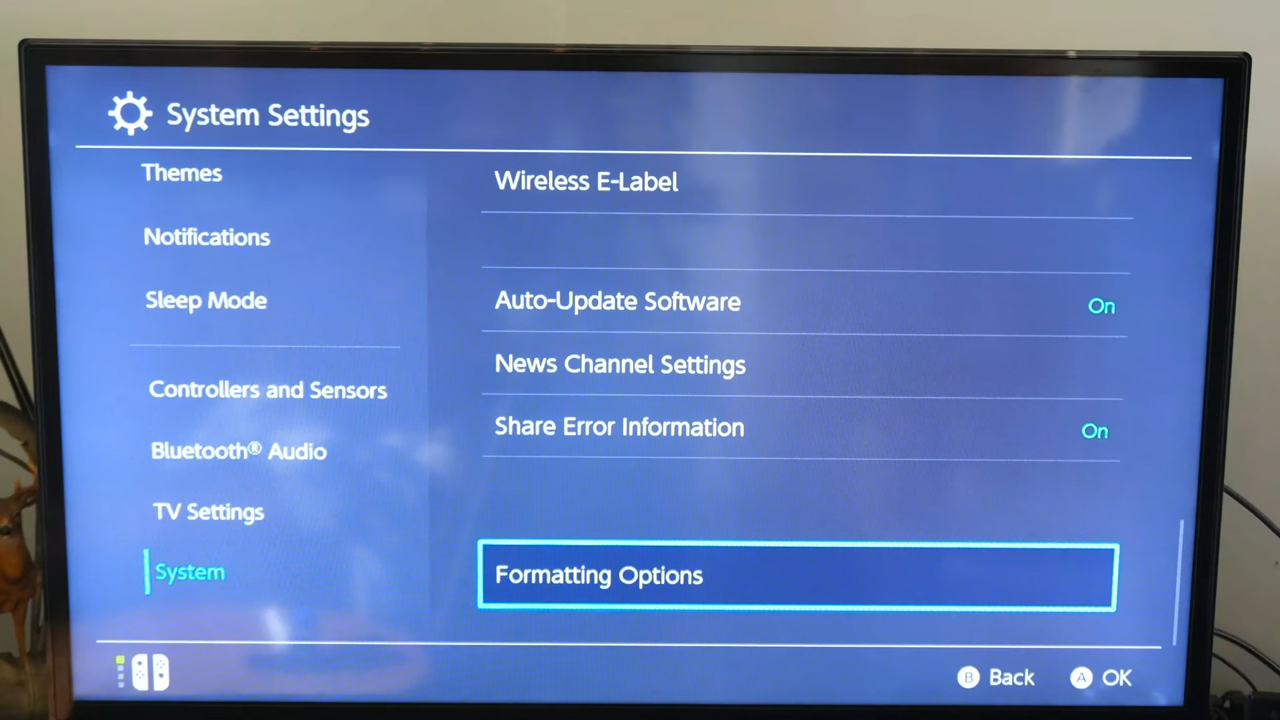 System Settings
Themes
Notifications
Sleep Mode
Controllers and Sensors
Bluetooth® Audio
TV Settings
System
Wireless E-Label
Auto-Update Software On
News Channel Settings
Share Error Information On
Formatting Options
B Back A OK